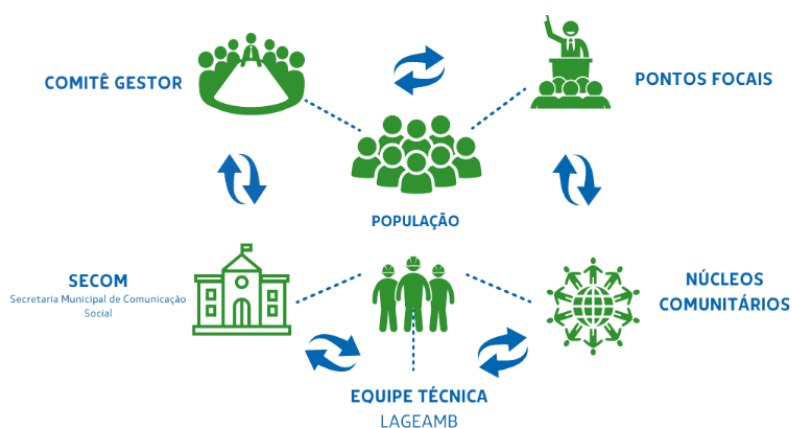 COMITÊ GESTOR
PONTOS FOCAIS
POPULAÇÃO
SECOM
Secretaria Municipal de Comunicação
Social
NÚCLEOS
COMUNITÁRIOS
EQUIPE TÉCNICA
LAGEAMB